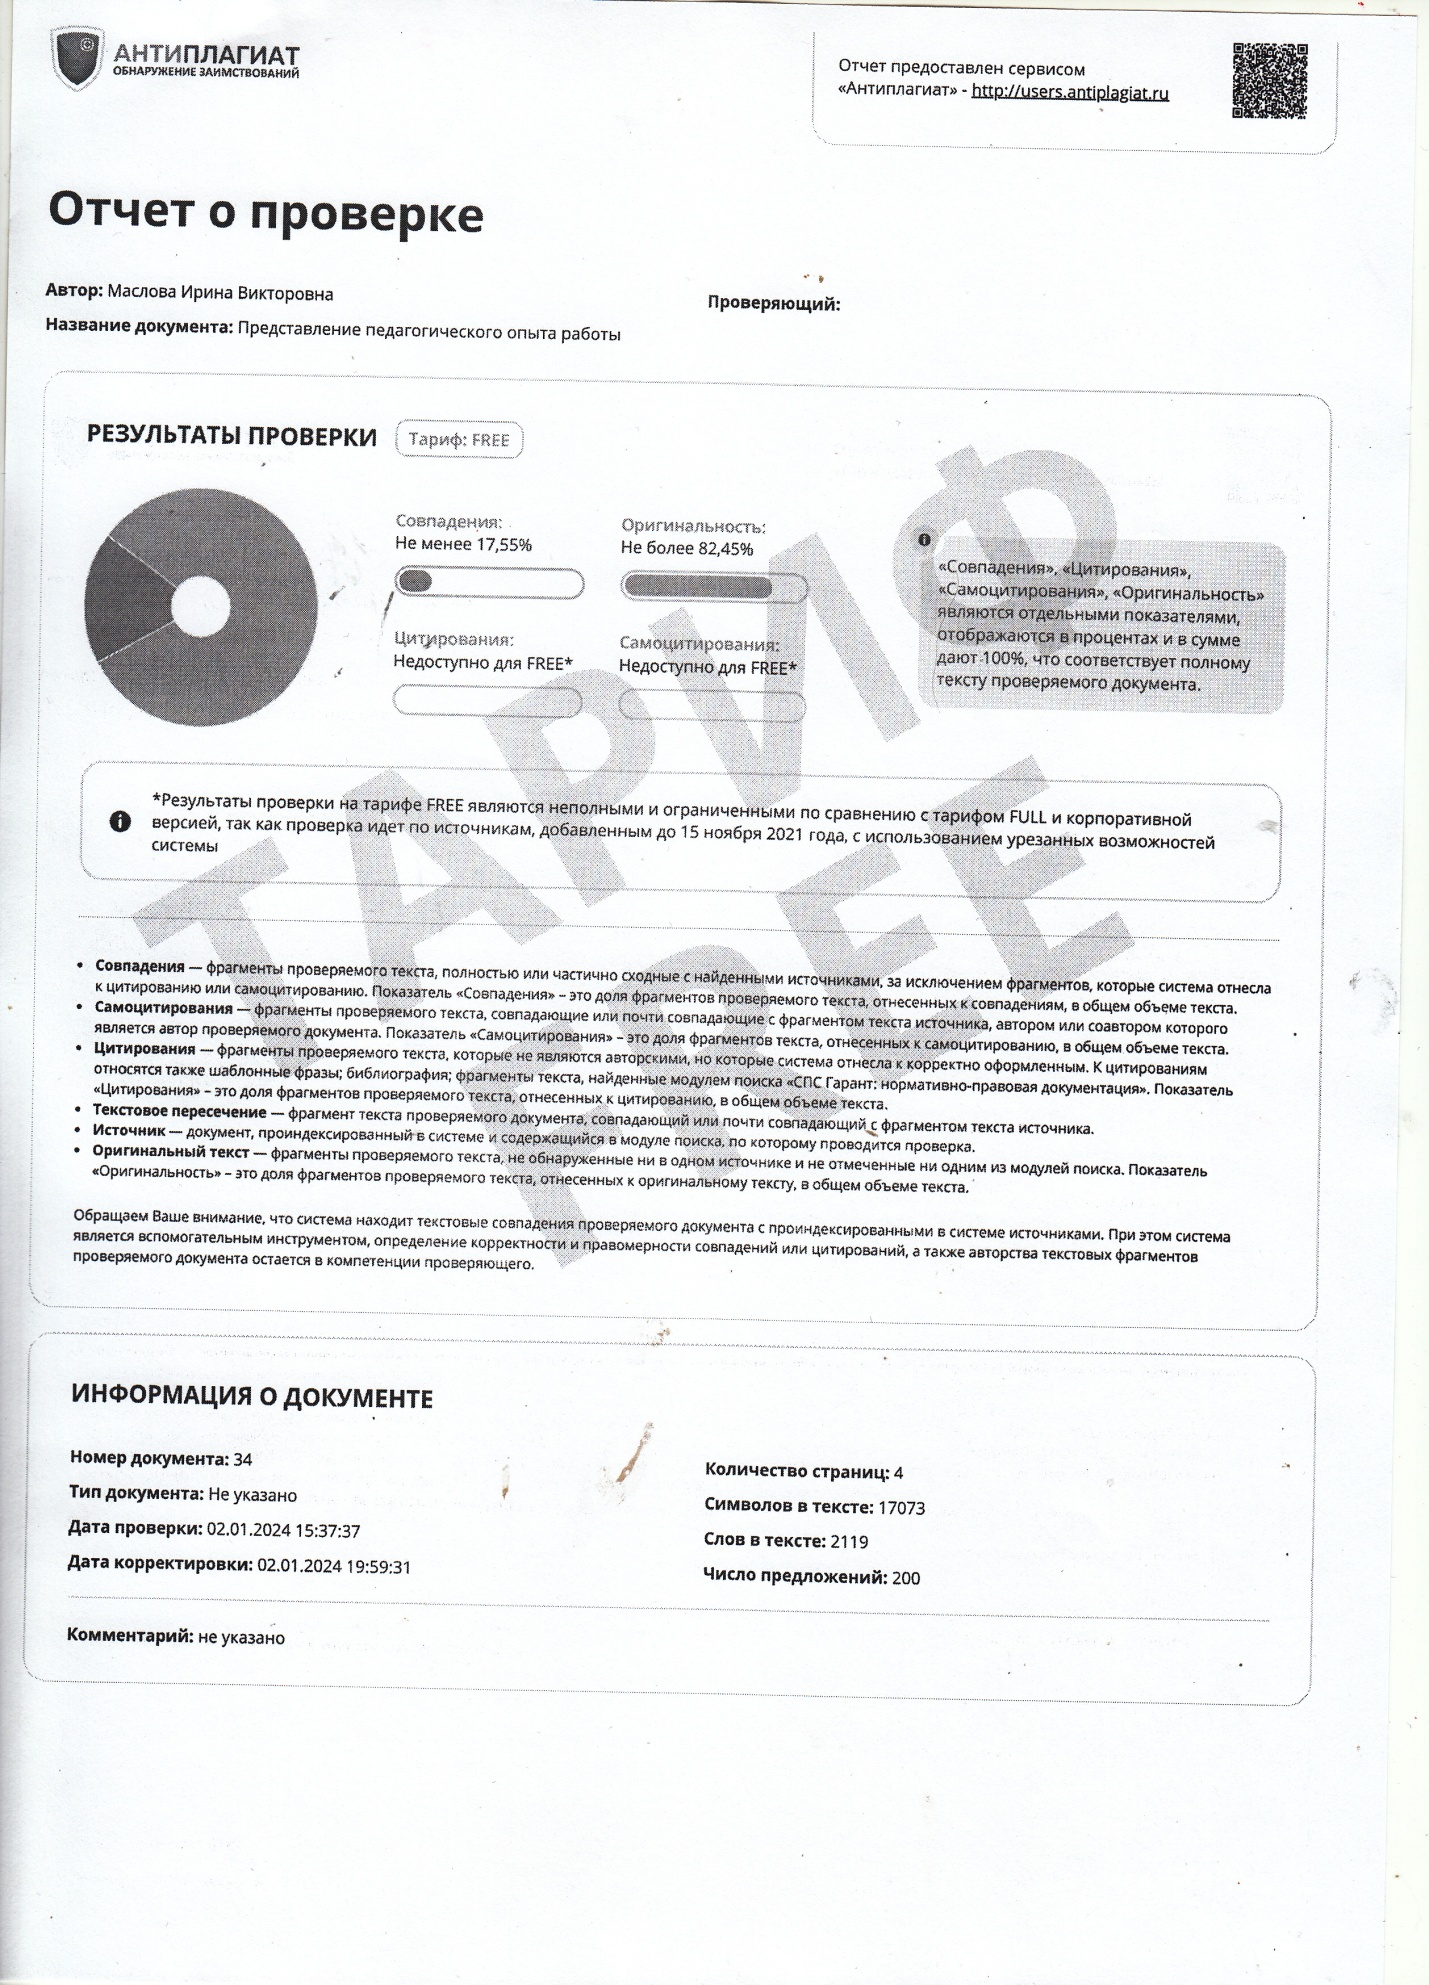 АНТИПЛАГИАТ
ОБНАРУЖЕНИЕ ЗАИМСТВОВАНИЙ
Отчет предоставлен сервисом
«Антиплагиат» - http://users.antiplagiat.ru
Отчет о проверке
Автор: Маслова Ирина Викторовна
Проверяющий:
Название документа: Представление педагогического опыта работы
РЕЗУЛЬТАТЫ ПРОВЕРКИ
Тариф: FREE
Совпадения:
Не менее 17,55%
Оригинальность:
Не более 82,45%
Цитирования:
Недоступно для FREE*
Самоцитирования:
Недоступно для FREE*
«Совпадения», «Цитирования»,
«Самоцитирования», «Оригинальность»
являются отдельными показателями,
отображаются в процентах и в сумме
дают 100%, что соответствует полному
тексту проверяемого документа.
ТАРИФ
FREE
*Результаты проверки на тарифе FREE являются неполными и ограниченными по сравнению с тарифом FULL и корпоративной
версией, так как проверка идет по источникам, добавленным до 15 ноября 2021 года, с использованием урезанных возможностей
системы
• Совпадения — фрагменты проверяемого текста, полностью или частично сходные с найденными источниками, за исключением фрагментов, которые система отнесла
к цитированию или самоцитированию. Показатель «Совпадения» – это доля фрагментов проверяемого текста, отнесенных к совпадениям, в общем объеме текста.
• Самоцитирования — фрагменты проверяемого текста, совпадающие или почти совпадающие с фрагментом текста источника, автором или соавтором которого
является автор проверяемого документа. Показатель «Самоцитирования» – это доля фрагментов текста, отнесенных к самоцитированию, в общем объеме текста.
• Цитирования — фрагменты проверяемого текста, которые не являются авторскими, но которые система отнесла к корректно оформленным. К цитированиям
относятся также шаблонные фразы; библиография; фрагменты текста, найденные модулем поиска «СПС Гарант: нормативно-правовая документация». Показатель
«Цитирования» – это доля фрагментов проверяемого текста, отнесенных к цитированию, в общем объеме текста.
• Текстовое пересечение — фрагмент текста проверяемого документа, совпадающий или почти совпадающий с фрагментом текста источника.
• Источник — документ, проиндексированный в системе и содержащийся в модуле поиска, по которому проводится проверка.
• Оригинальный текст — фрагменты проверяемого текста, не обнаруженные ни в одном источнике и не отмеченные ни одним из модулей поиска. Показатель
«Оригинальность» – это доля фрагментов проверяемого текста, отнесенных к оригинальному тексту, в общем объеме текста.
Обращаем Ваше внимание, что система находит текстовые совпадения проверяемого документа с проиндексированными в системе источниками. При этом система
является вспомогательным инструментом, определение корректности и правомерности совпадений или цитирований, а также авторства текстовых фрагментов
проверяемого документа остается в компетенции проверяющего.
ИНФОРМАЦИЯ О ДОКУМЕНТЕ
Номер документа: 34
Тип документа: Не указано
Дата проверки: 02.01.2024 15:37:37
Дата корректировки: 02.01.2024 19:59:31
Количество страниц: 4
Символов в тексте: 17073
Слов в тексте: 2119
Число предложений: 200
Комментарий: не указано